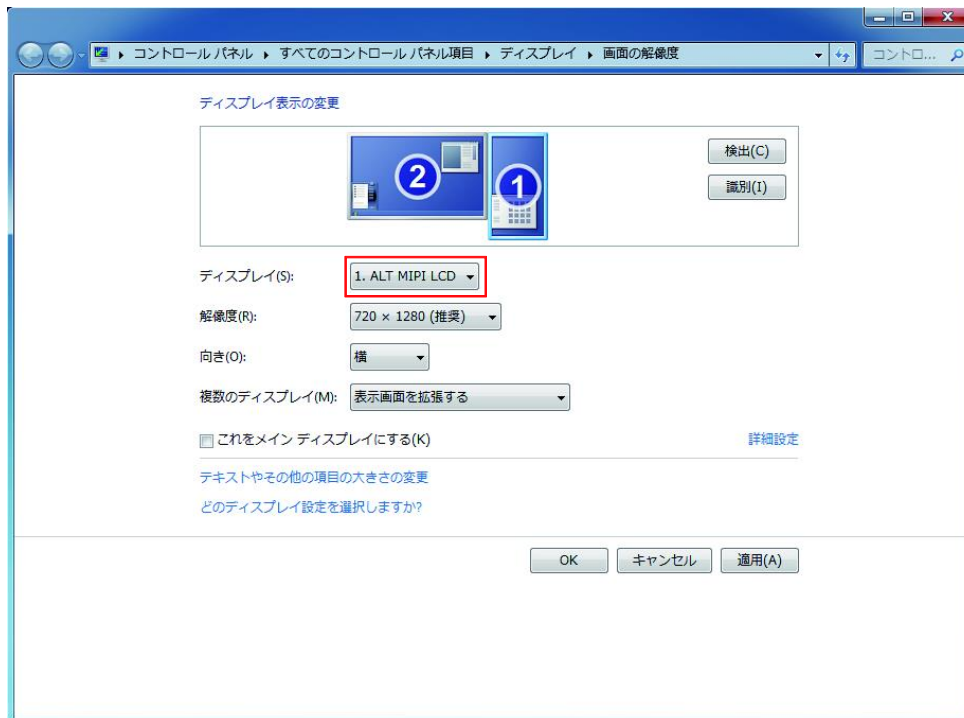 コントロール パネル ▸ すべてのコントロール パネル項目 ▸ ディスプレイ ▸ 画面の解像度
コントロ...
ディスプレイ表示の変更
2
1
検出(C)
識別(I)
ディスプレイ(S): 1. ALT MIPI LCD
解像度(R): 720 × 1280 (推奨)
向き(O): 横
複数のディスプレイ(M): 表示画面を拡張する
これをメイン ディスプレイにする(K) 詳細設定
テキストやその他の項目の大きさの変更
どのディスプレイ設定を選択しますか?
OK キャンセル 適用(A)